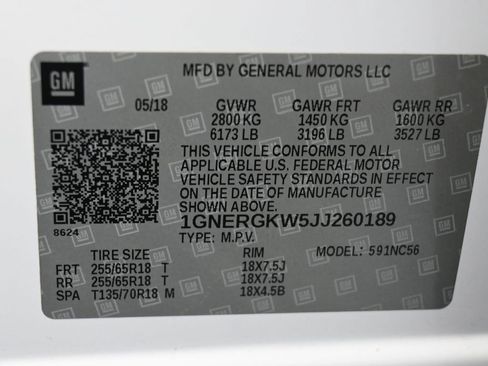 GM
MFD BY GENERAL MOTORS LLC
05/18 GVWR GAWR FRT GAWR RR
2800 KG 1450 KG 1600 KG
6173 LB 3196 LB 3527 LB
THIS VEHICLE CONFORMS TO ALL
APPLICABLE U.S. FEDERAL MOTOR
VEHICLE SAFETY STANDARDS IN EFFECT
ON THE DATE OF MANUFACTURE
SHOWN ABOVE.
8624
1GNERGKW5JJ260189
TYPE: M.P.V. MODEL: 591NC56
TIRE SIZE RIM
FRT 255/65R18 T 18X7.5J
RR 255/65R18 T 18X7.5J
SPA T135/70R18 M 18X4.5B